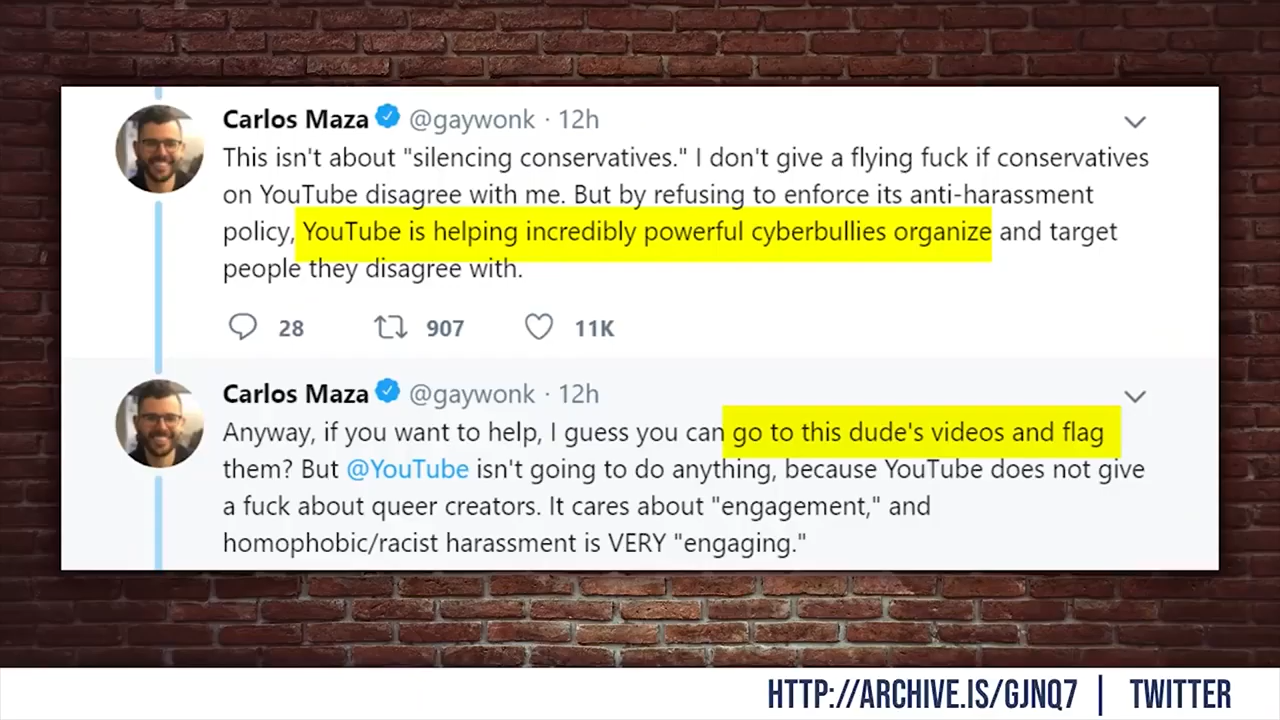 Carlos Maza @gaywonk · 12h
This isn't about "silencing conservatives." I don't give a flying fuck if conservatives
on YouTube disagree with me. But by refusing to enforce its anti-harassment
policy, YouTube is helping incredibly powerful cyberbullies organize and target
people they disagree with.
28 907 11K
Carlos Maza @gaywonk · 12h
Anyway, if you want to help, I guess you can go to this dude's videos and flag
them? But @YouTube isn't going to do anything, because YouTube does not give
a fuck about queer creators. It cares about "engagement," and
homophobic/racist harassment is VERY "engaging."
HTTP://ARCHIVE.IS/GJNQ7 | TWITTER